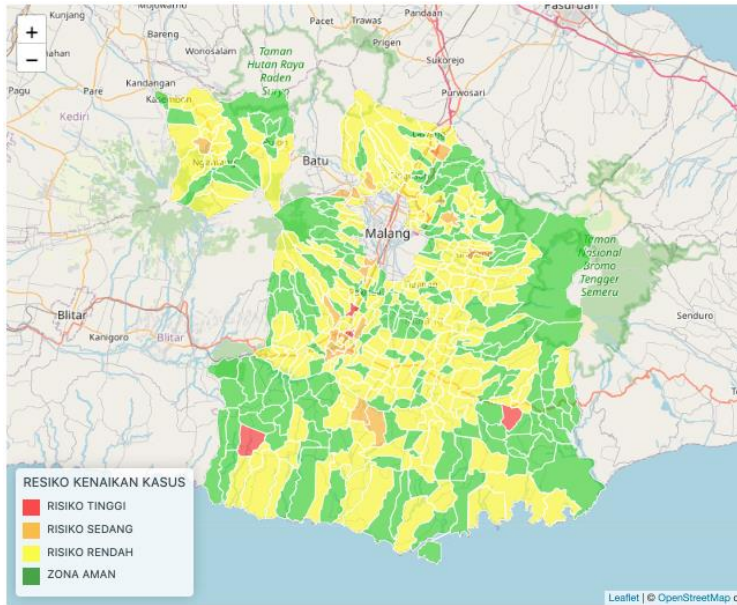 Kunjang
Mojowarno
Pacet
Trawas
Pandaan
Pasuruan
+
Bareng
Prigen
−
Wonosalam
Taman
Hutan Raya
Raden
Sukorejo
Pagu
Pare
Kandangan
Purwosari
Kediri
Ngantang
Batu
Malang
Taman
Nasional
Bromo
Tengger
Semeru
Blitar
Senduro
Kanigoro
Blitar
RESIKO KENAIKAN KASUS
RISIKO TINGGI
RISIKO SEDANG
RISIKO RENDAH
ZONA AMAN
Leaflet | © OpenStreetMap